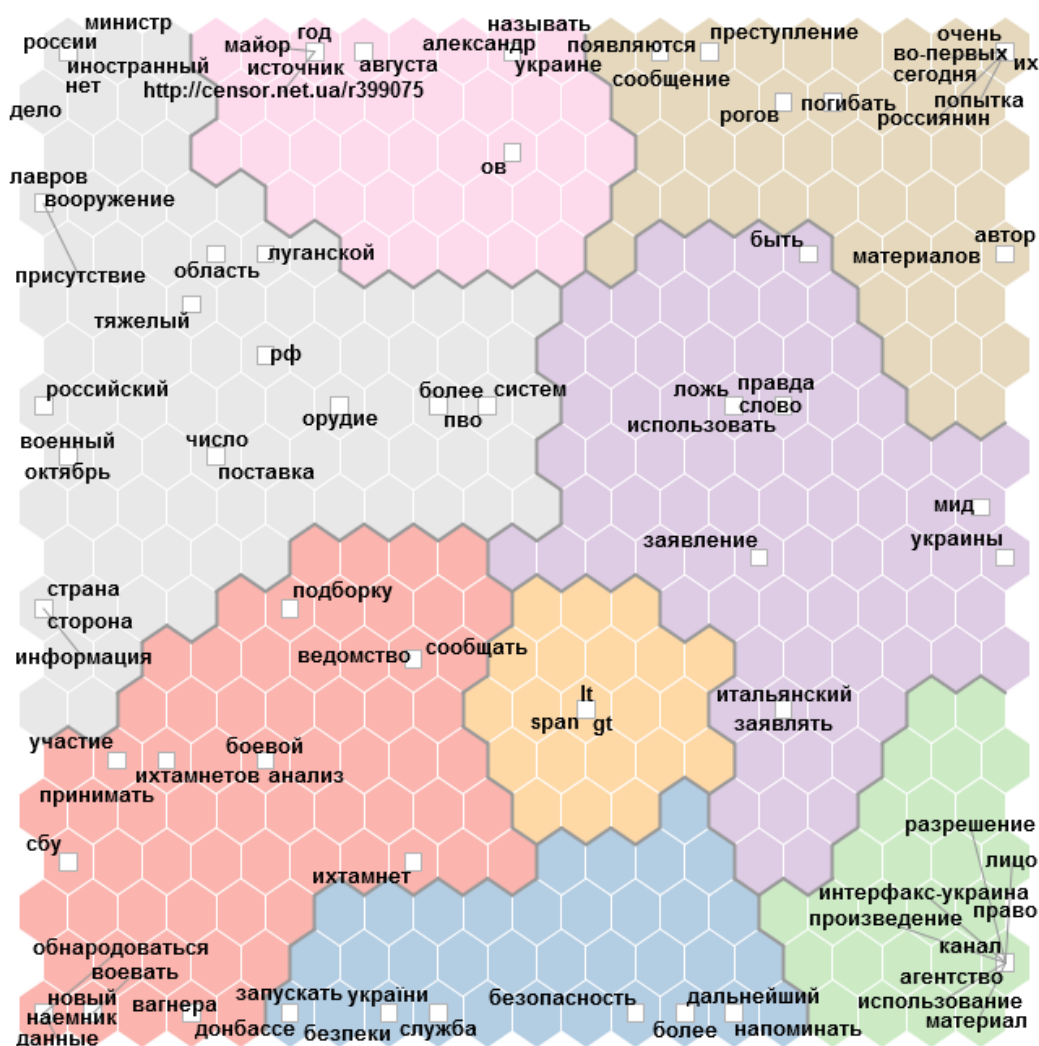 министр
россии
иностранный
нет
дело
год
майор
источник
августа
http://censor.net.ua/r399075
называть
александр
украине
появляются
сообщение
преступление
рогов
погибать
очень
во-первых
их
сегодня
попытка
россиянин
ов
лавров
вооружение
присутствие
область
луганской
тяжелый
рф
быть
автор
материалов
российский
орудие
более
систем
пво
ложь
правда
слово
использовать
военный
октябрь
число
поставка
мид
украины
заявление
страна
сторона
информация
подборку
ведомство
сообщать
lt
span
gt
итальянский
заявлять
участие
боевой
ихтамнетов
анализ
принимать
сбу
ихтамнет
разрешение
лицо
интерфакс-украина
право
произведение
канал
агентство
использование
материал
обнародоваться
воевать
новый
наемник
данные
вагнера
запускать
україни
донбассе
безпеки
служба
безопасность
дальнейший
более
напоминать